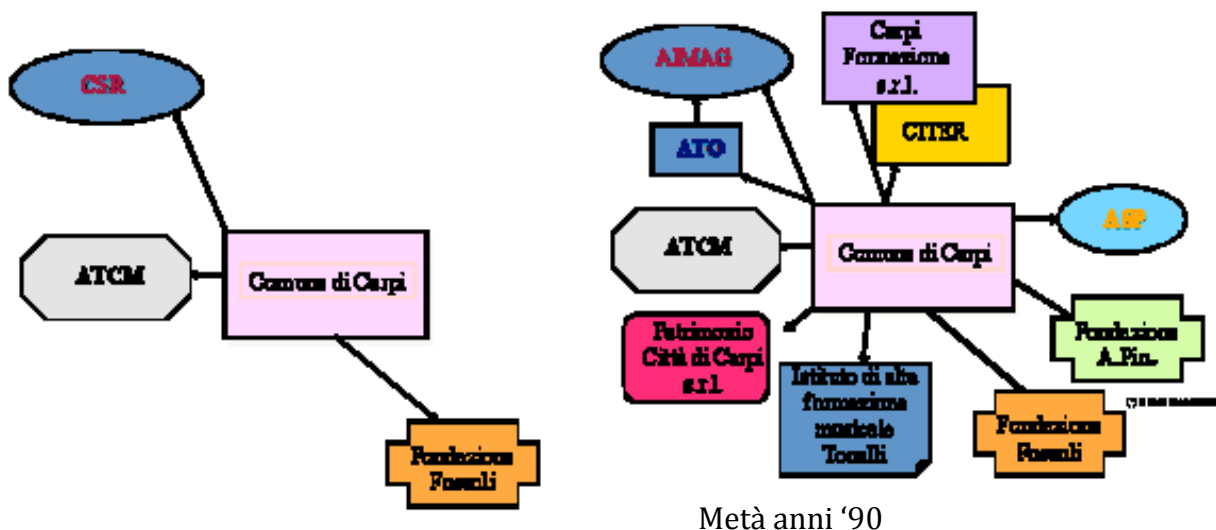 CSR
ATCM
Comune di Carpi
Fondazione
Fossoli
AIMAG
Carpi
Formazione
s.r.l.
CITER
ATO
ASP
ATCM
Comune di Carpi
Patrimonio
Città di Carpi
s.r.l.
Istituto di alta
formazione
musicale
Tonelli
Fondazione
Fossoli
Fondazione
A.Pin.
Metà anni ‘90